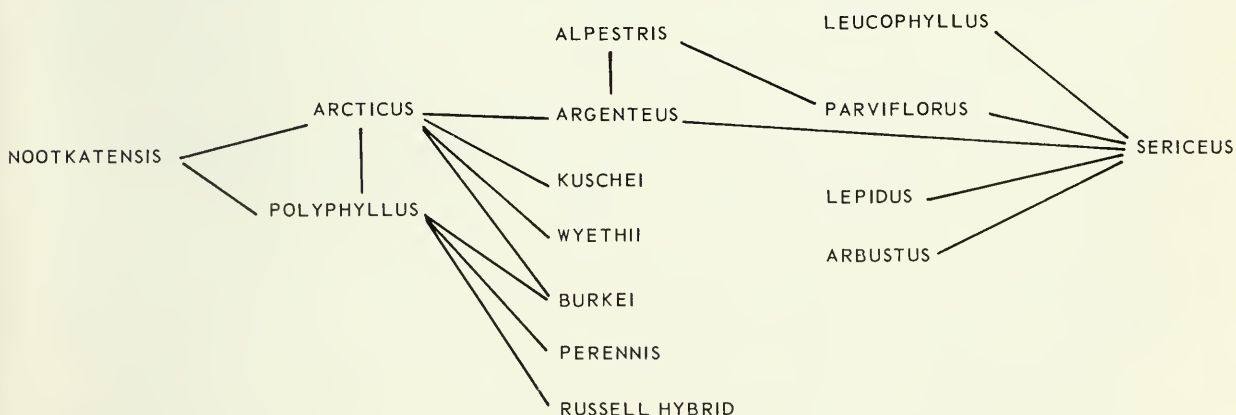 ALPESTRIS
LEUCOPHYLLUS
ARCTICUS
ARGENTEUS
PARVIFLORUS
NOOTKATENSIS
SERICEUS
POLYPHYLLUS
KUSCHEI
LEPIDUS
WYETHII
ARBUSTUS
BURKEI
PERENNIS
RUSSELL HYBRID